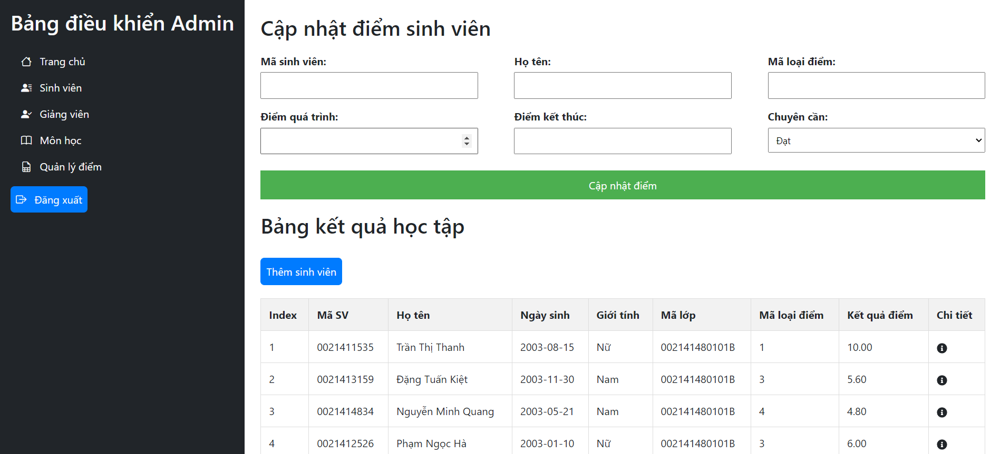 Bảng điều khiển Admin
Trang chủ
Sinh viên
Giảng viên
Môn học
Quản lý điểm
Đăng xuất
Cập nhật điểm sinh viên
Mã sinh viên: Họ tên: Mã loại điểm:
Điểm quá trình: Điểm kết thúc: Chuyên cần:
Đạt
Cập nhật điểm
Bảng kết quả học tập
Thêm sinh viên
Index Mã SV Họ tên Ngày sinh Giới tính Mã lớp Mã loại điểm Kết quả điểm Chi tiết
1 0021411535 Trần Thị Thanh 2003-08-15 Nữ 002141480101B 1 10.00
2 0021413159 Đặng Tuấn Kiệt 2003-11-30 Nam 002141480101B 3 5.60
3 0021414834 Nguyễn Minh Quang 2003-05-21 Nam 002141480101B 4 4.80
4 0021412526 Phạm Ngọc Hà 2003-01-10 Nữ 002141480101B 3 6.00